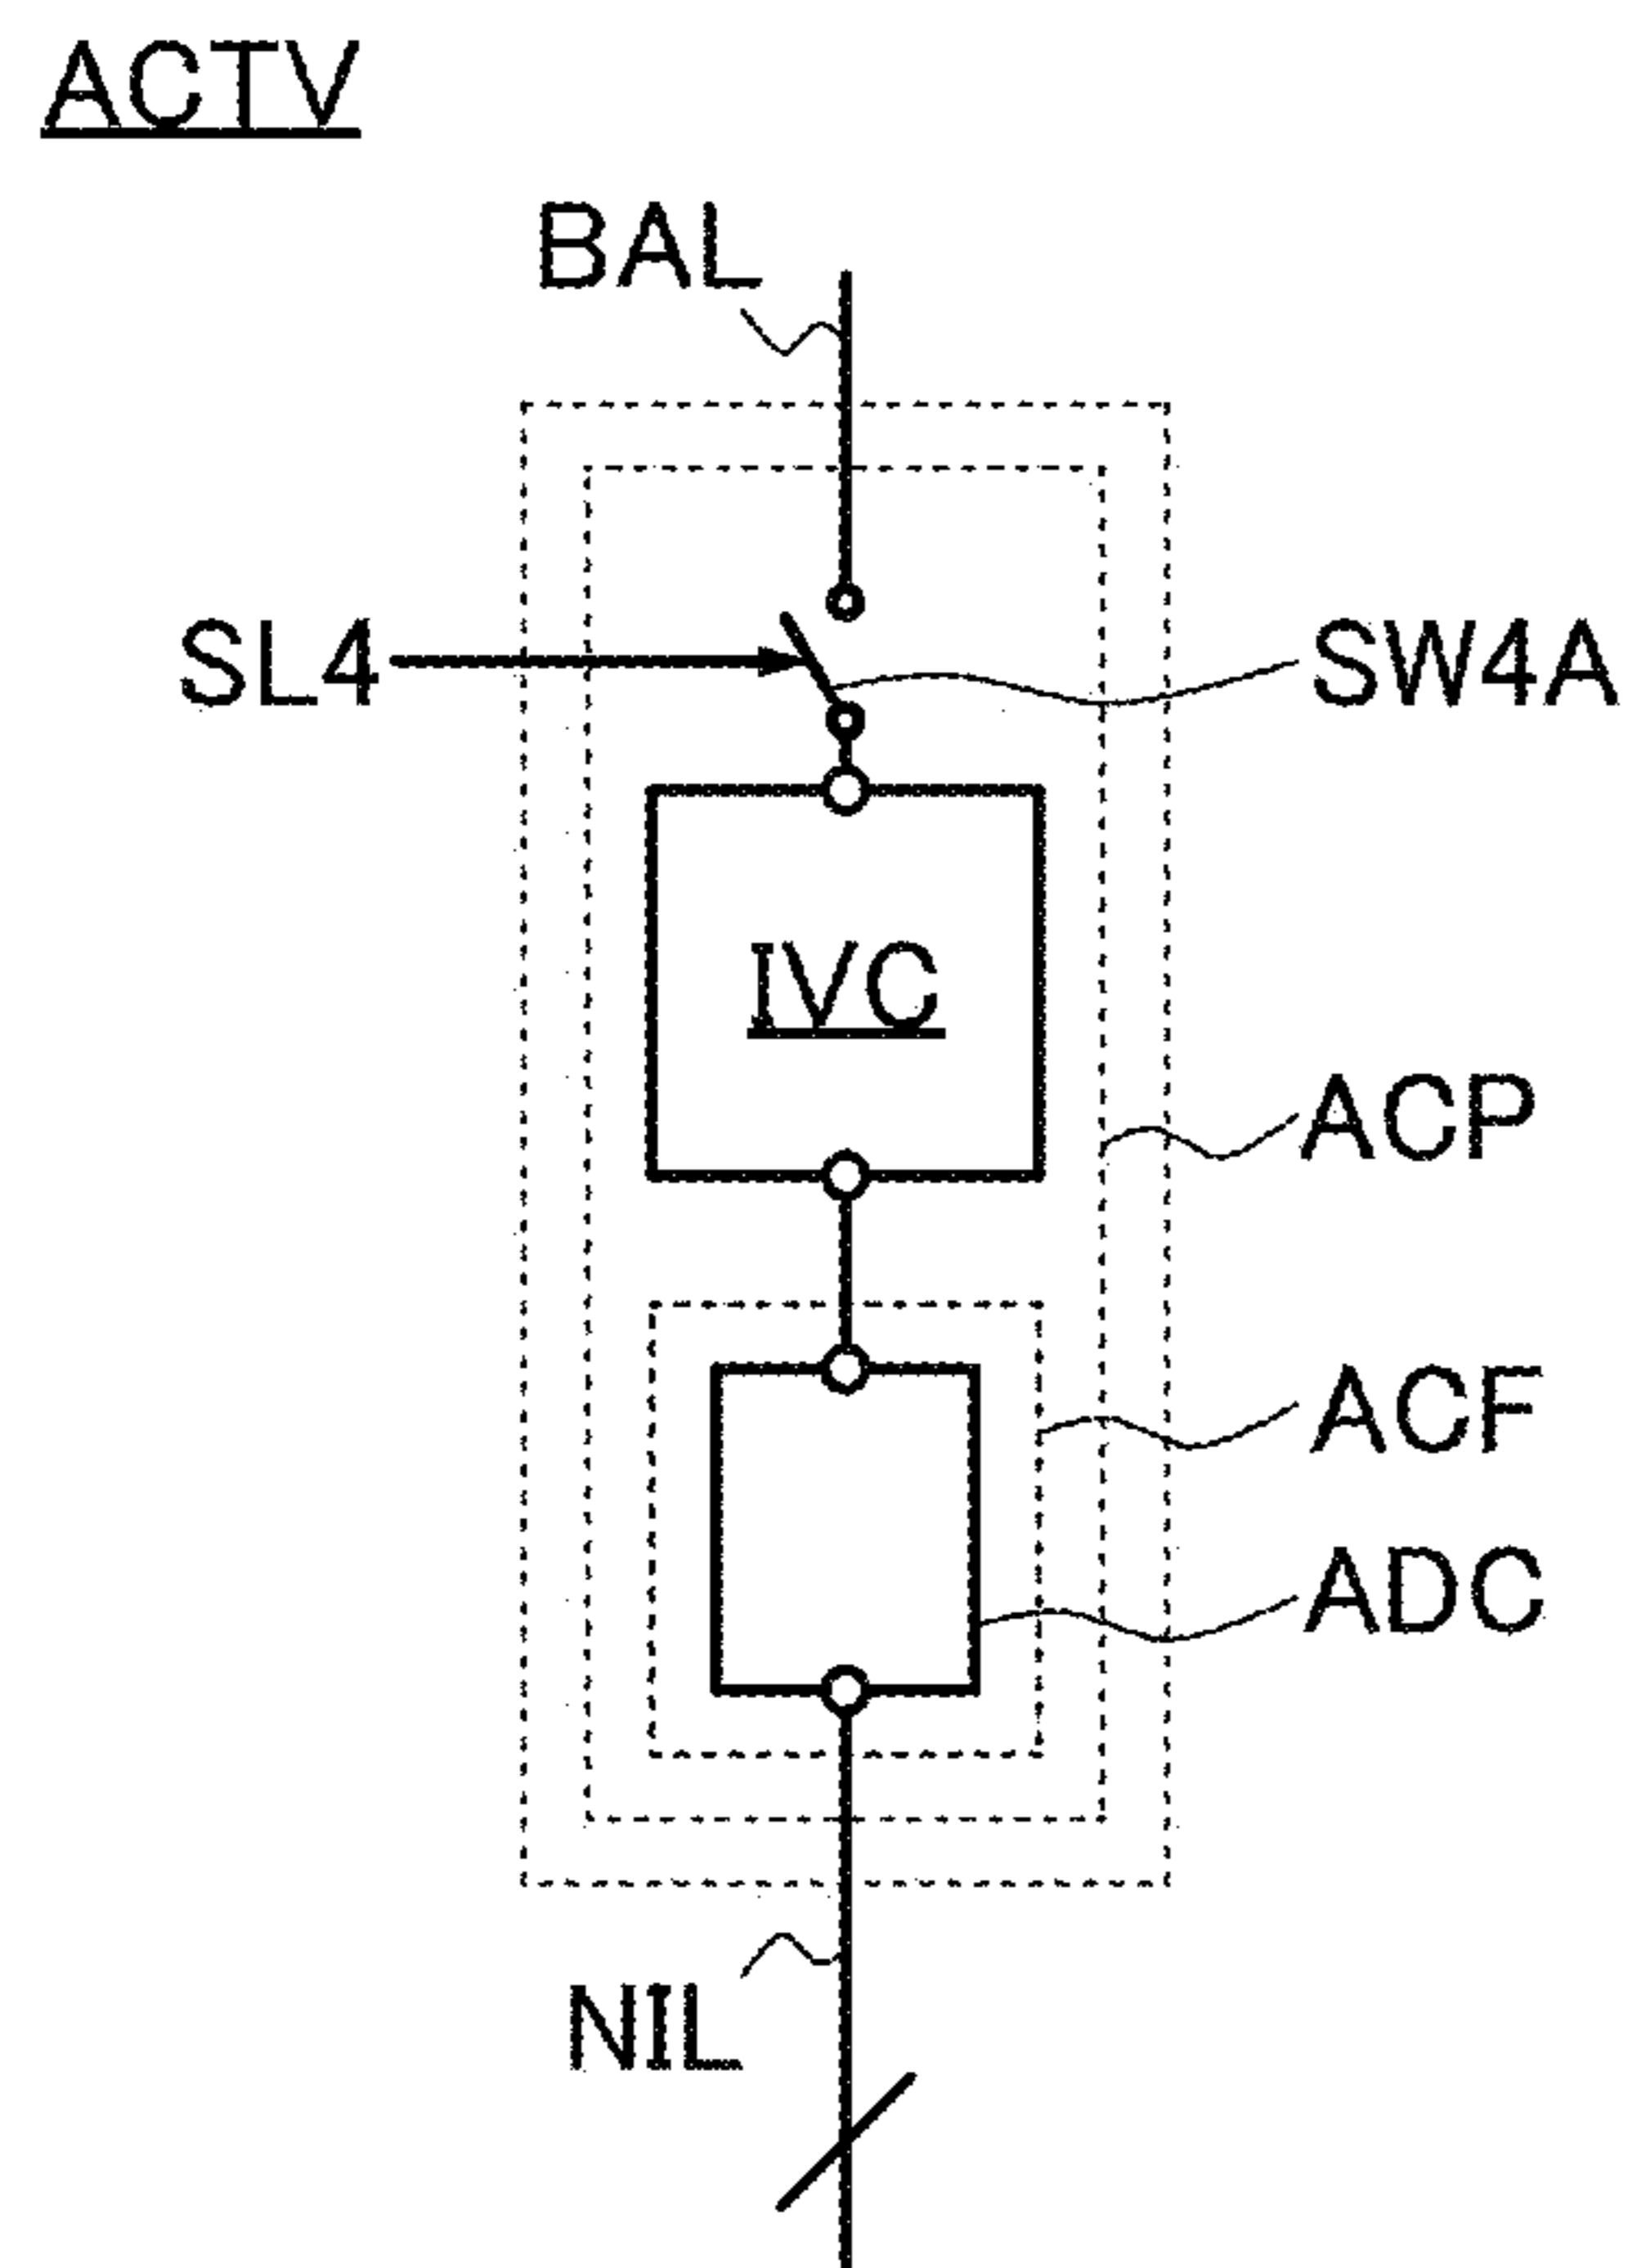 ACTV
BAL
SL4
SW4A
IVC
ACP
ACF
ADC
NIL